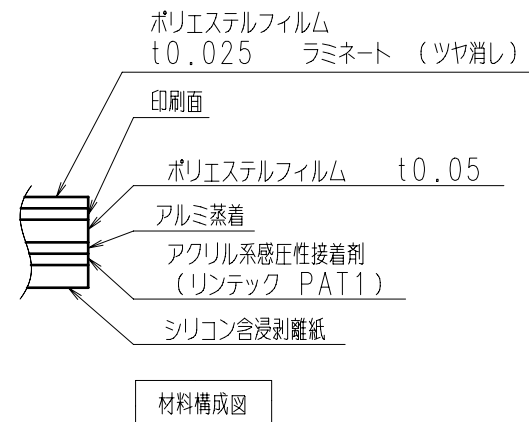 ポリエステルフィルム
t0.025　ラミネート　(ツヤ消し)
印刷面
ポリエステルフィルム　t0.05
アルミ蒸着
アクリル系感圧性接着剤
(リンテック PAT1)
シリコン含浸剥離紙
材料構成図